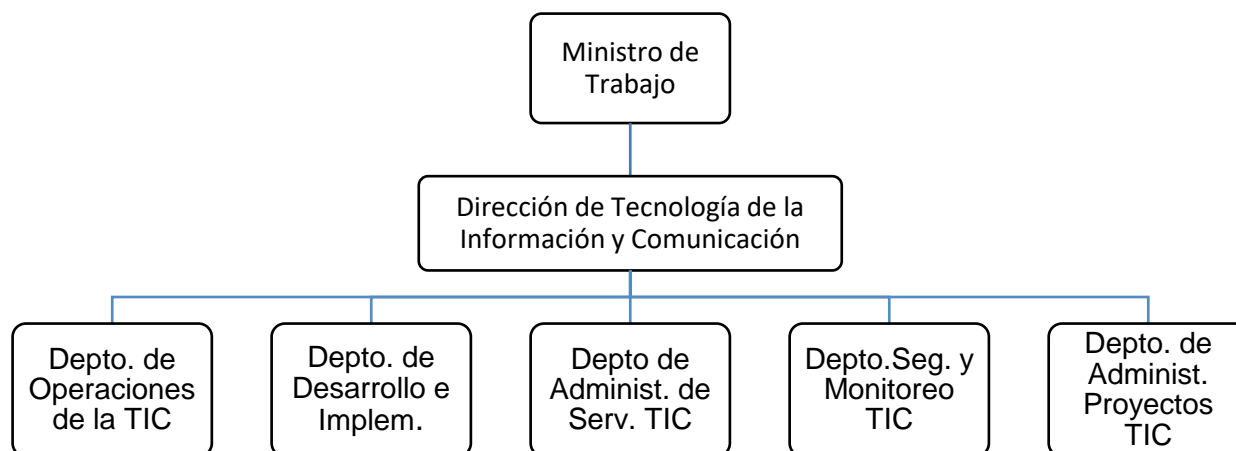 Ministro de
Trabajo
Dirección de Tecnología de la
Información y Comunicación
Depto. de
Operaciones
de la TIC
Depto. de
Desarrollo e
Implem.
Depto de
Administ. de
Serv. TIC
Depto.Seg. y
Monitoreo
TIC
Depto. de
Administ.
Proyectos
TIC